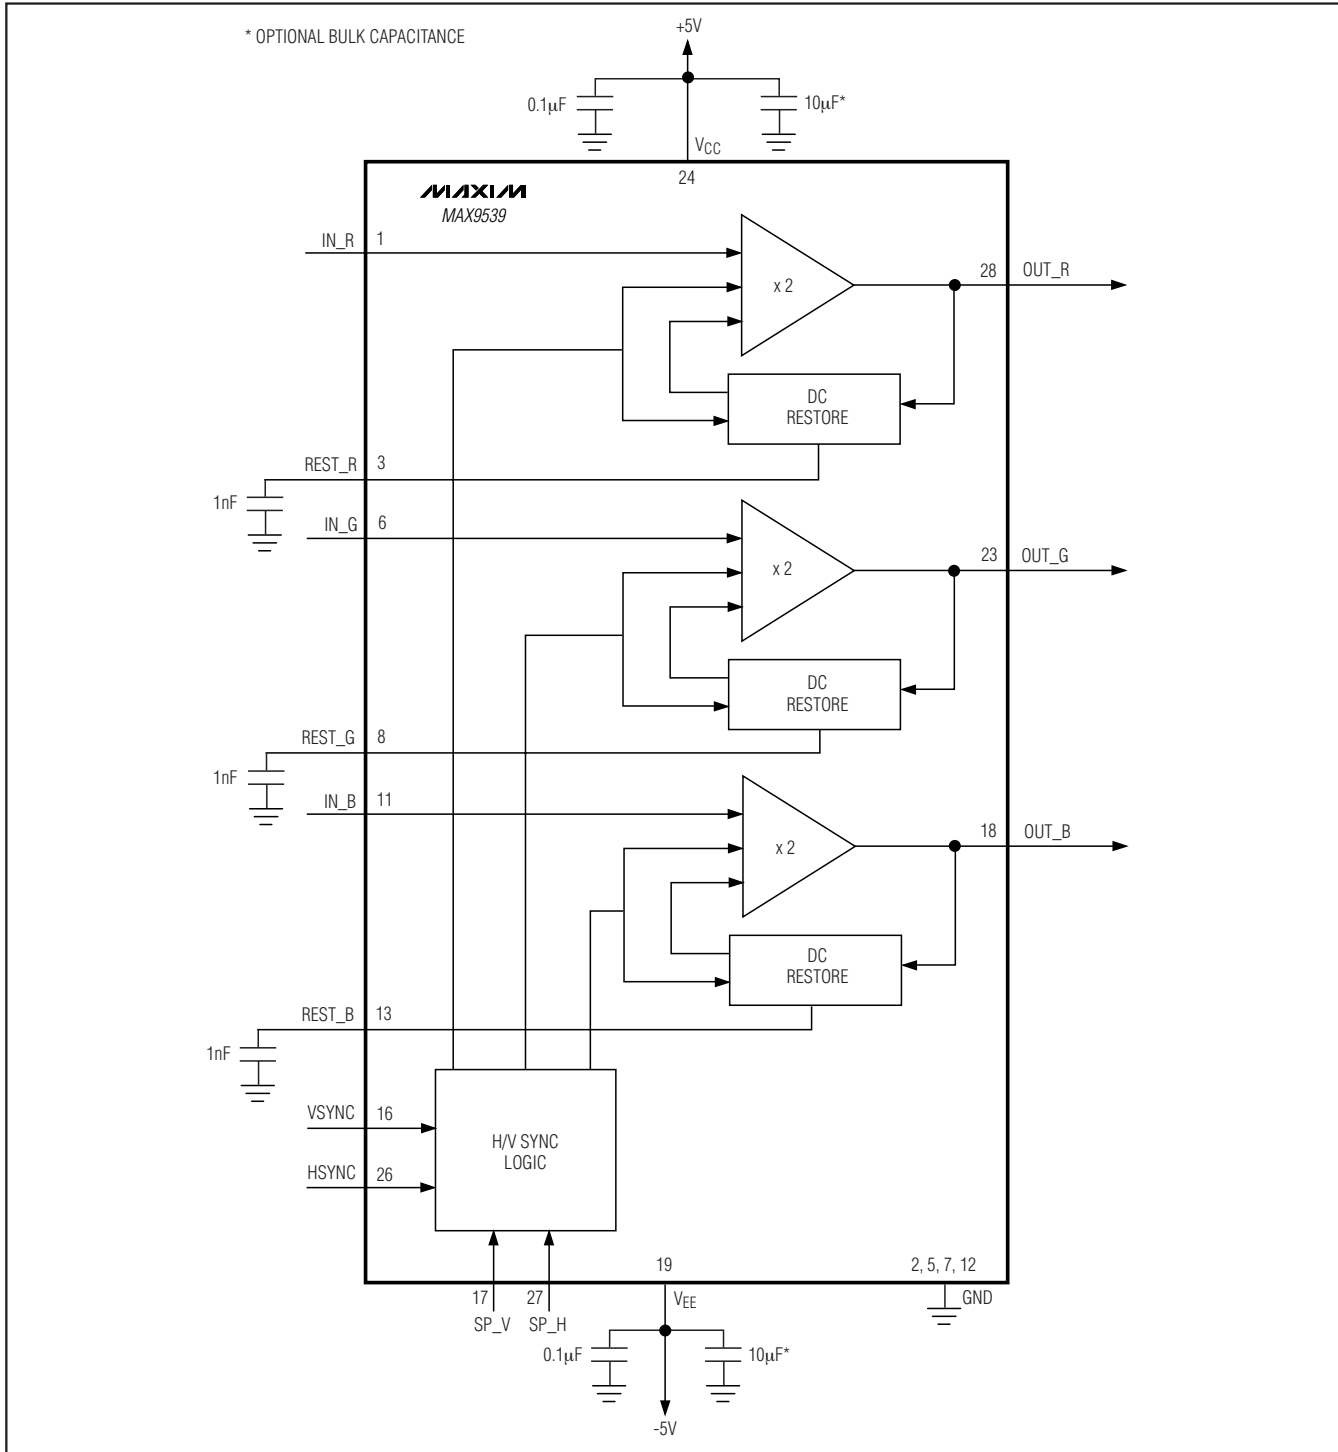 * OPTIONAL BULK CAPACITANCE
+5V
0.1µF
10µF*
VCC
24
MAXIM
MAX9539
IN_R
1
x 2
28
OUT_R
DC
RESTORE
REST_R
3
1nF
IN_G
6
x 2
23
OUT_G
DC
RESTORE
REST_G
8
1nF
IN_B
11
x 2
18
OUT_B
DC
RESTORE
REST_B
13
1nF
VSYNC
16
H/V SYNC
LOGIC
HSYNC
26
19
2, 5, 7, 12
17
27
VEE
GND
SP_V
SP_H
0.1µF
10µF*
-5V